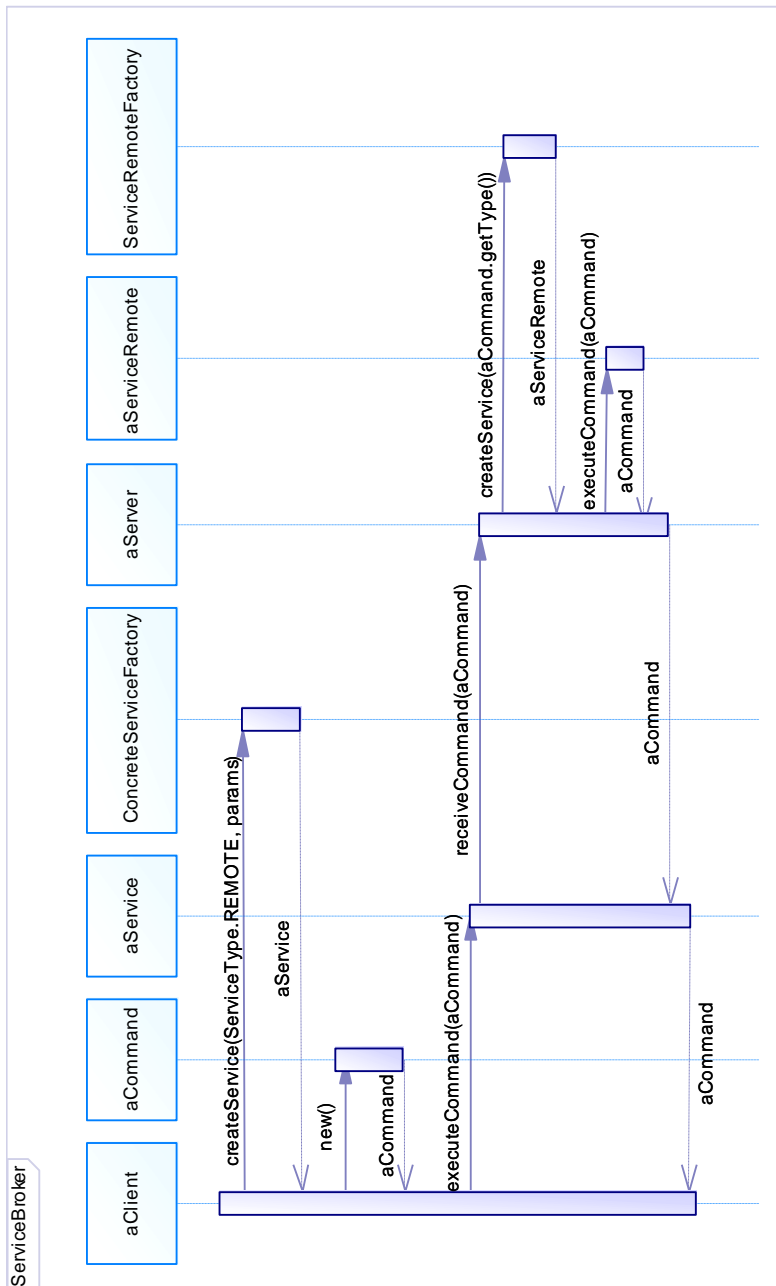 ServiceBroker
aClient
aCommand
aService
ConcreteServiceFactory
aServer
aServiceRemote
ServiceRemoteFactory
createService(ServiceType.REMOTE, params)
aService
new()
aCommand
executeCommand(aCommand)
receiveCommand(aCommand)
createService(aCommand.getType())
aServiceRemote
executeCommand(aCommand)
aCommand
aCommand
aCommand